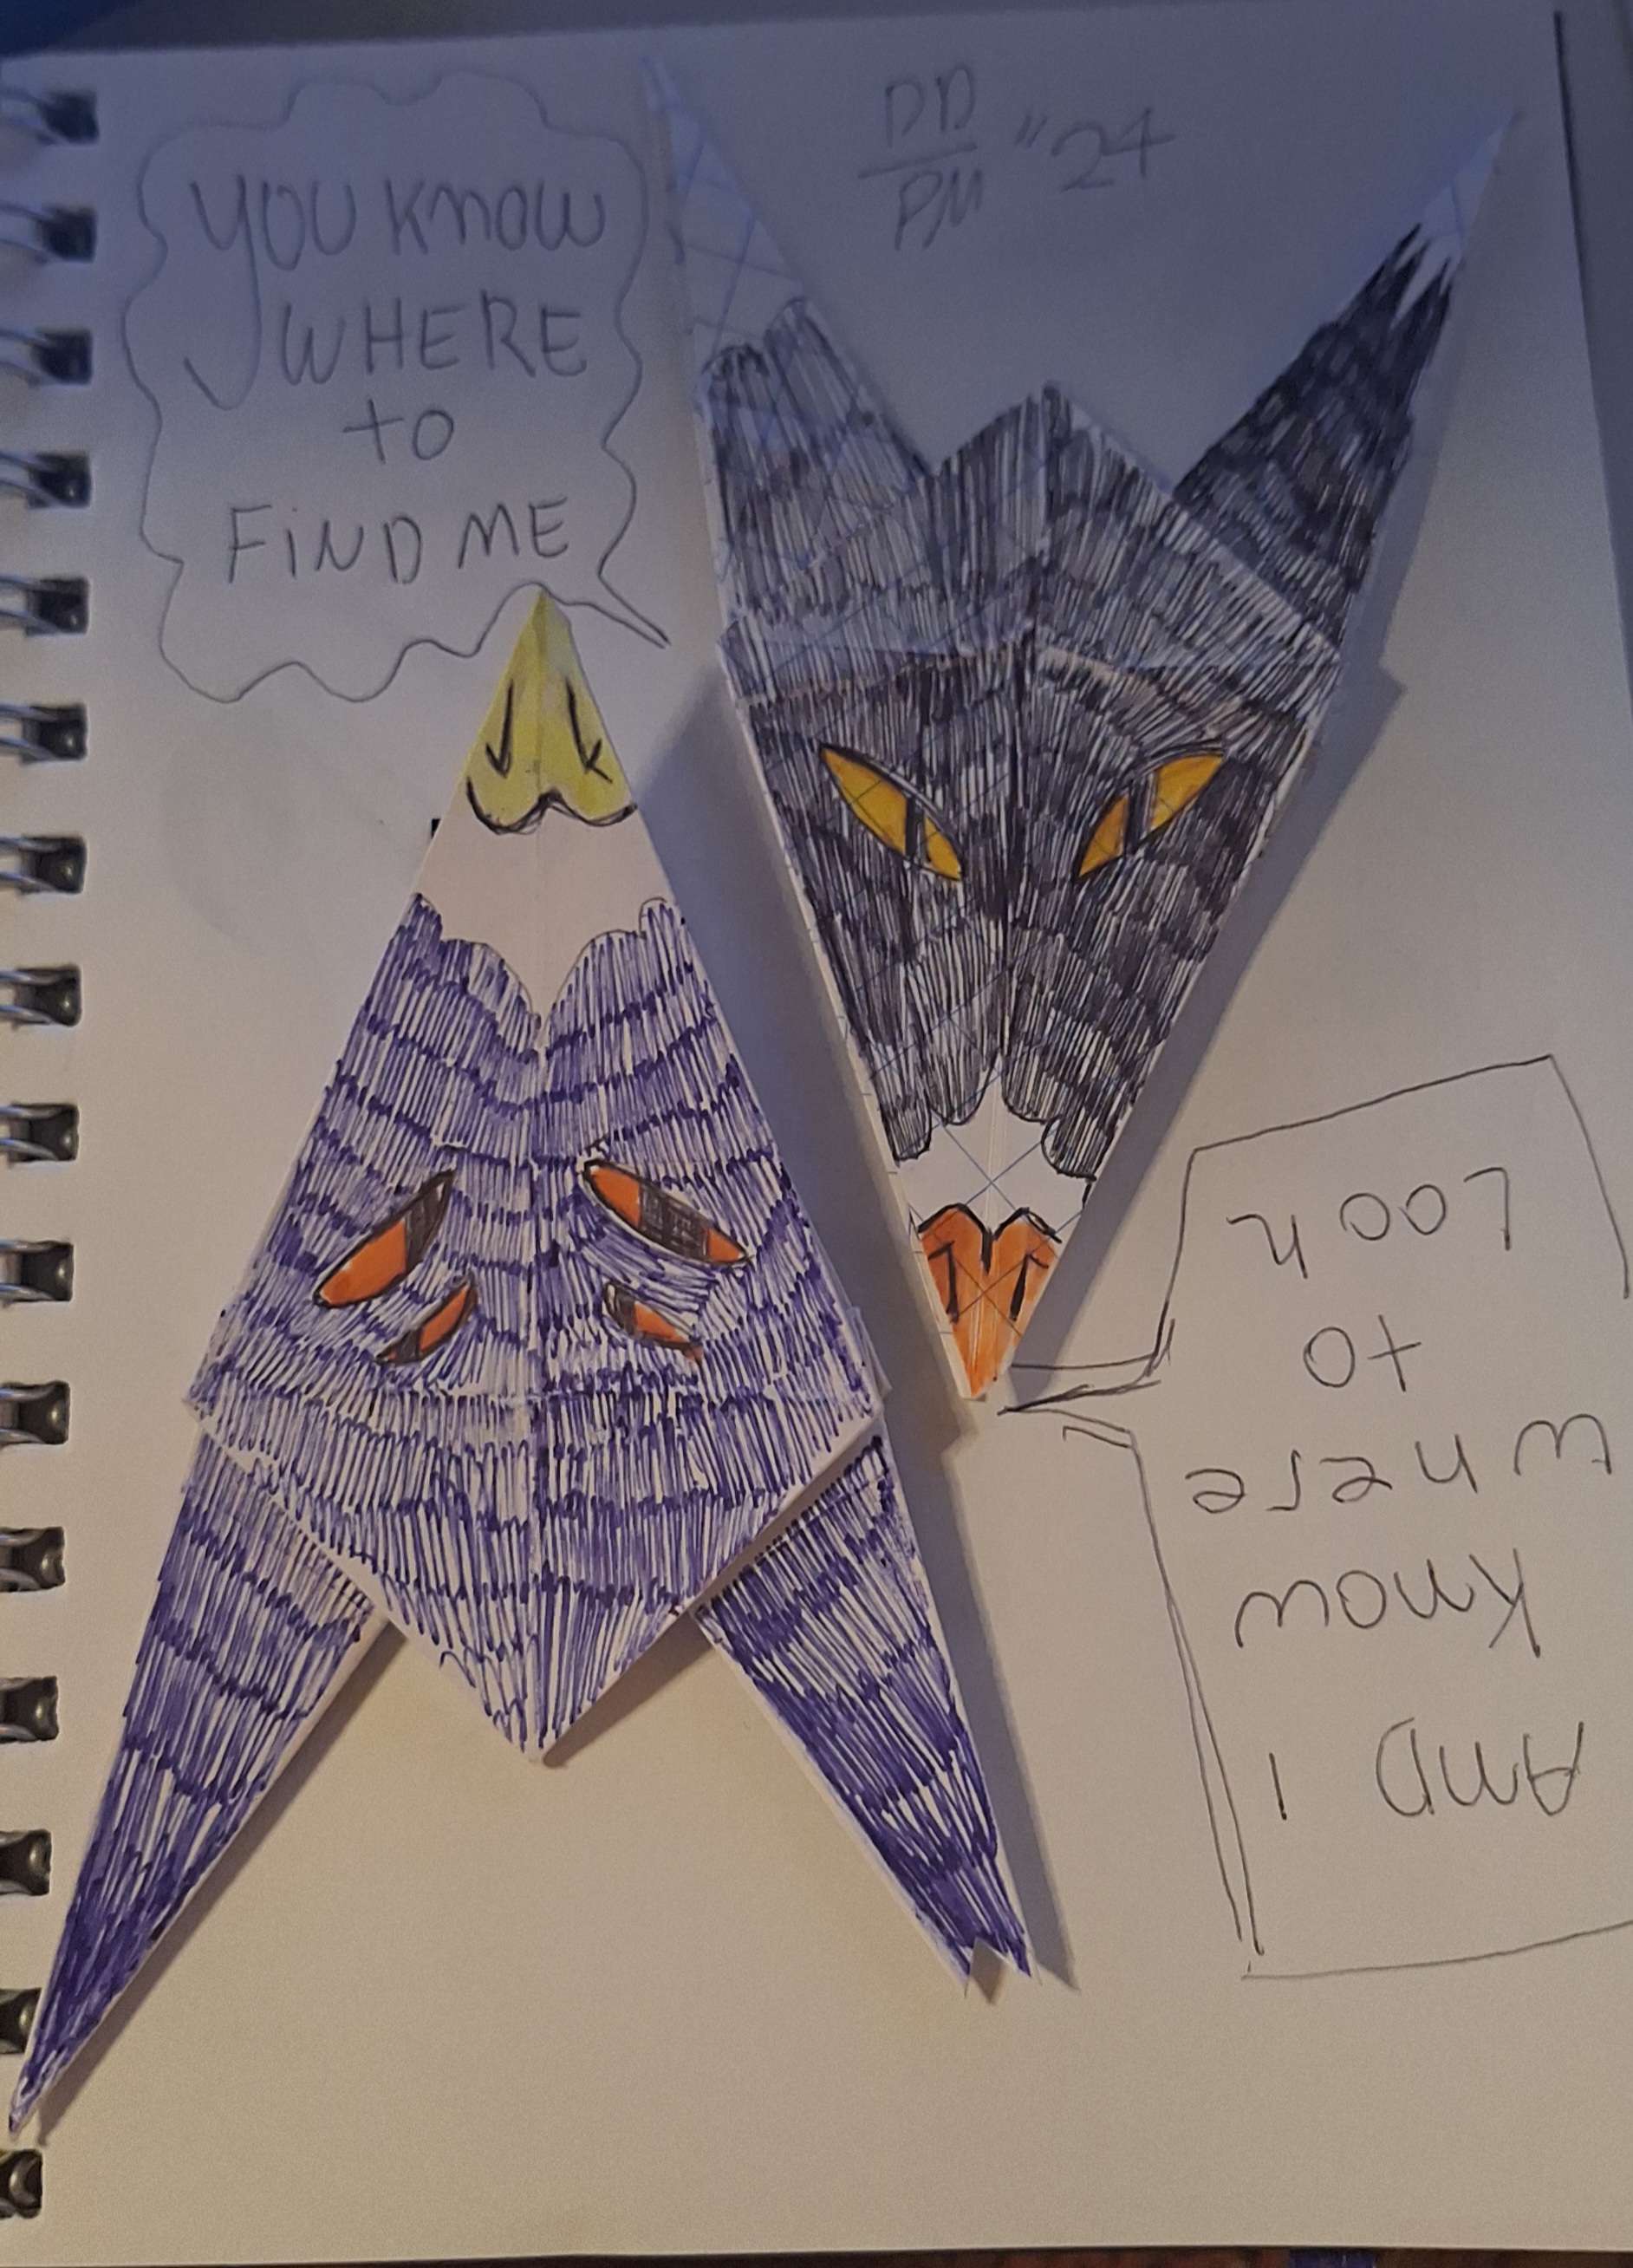 YOU KNOW
WHERE
to
FiND ME
DD
PM "24
AND I
KNOW
where
to
LOOK